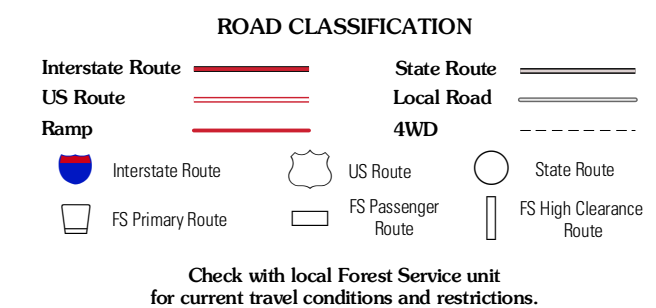 ROAD CLASSIFICATION
Interstate Route
State Route
US Route
Local Road
Ramp
4WD
Interstate Route
US Route
State Route
FS Primary Route
FS Passenger
Route
FS High Clearance
Route
Check with local Forest Service unit
for current travel conditions and restrictions.